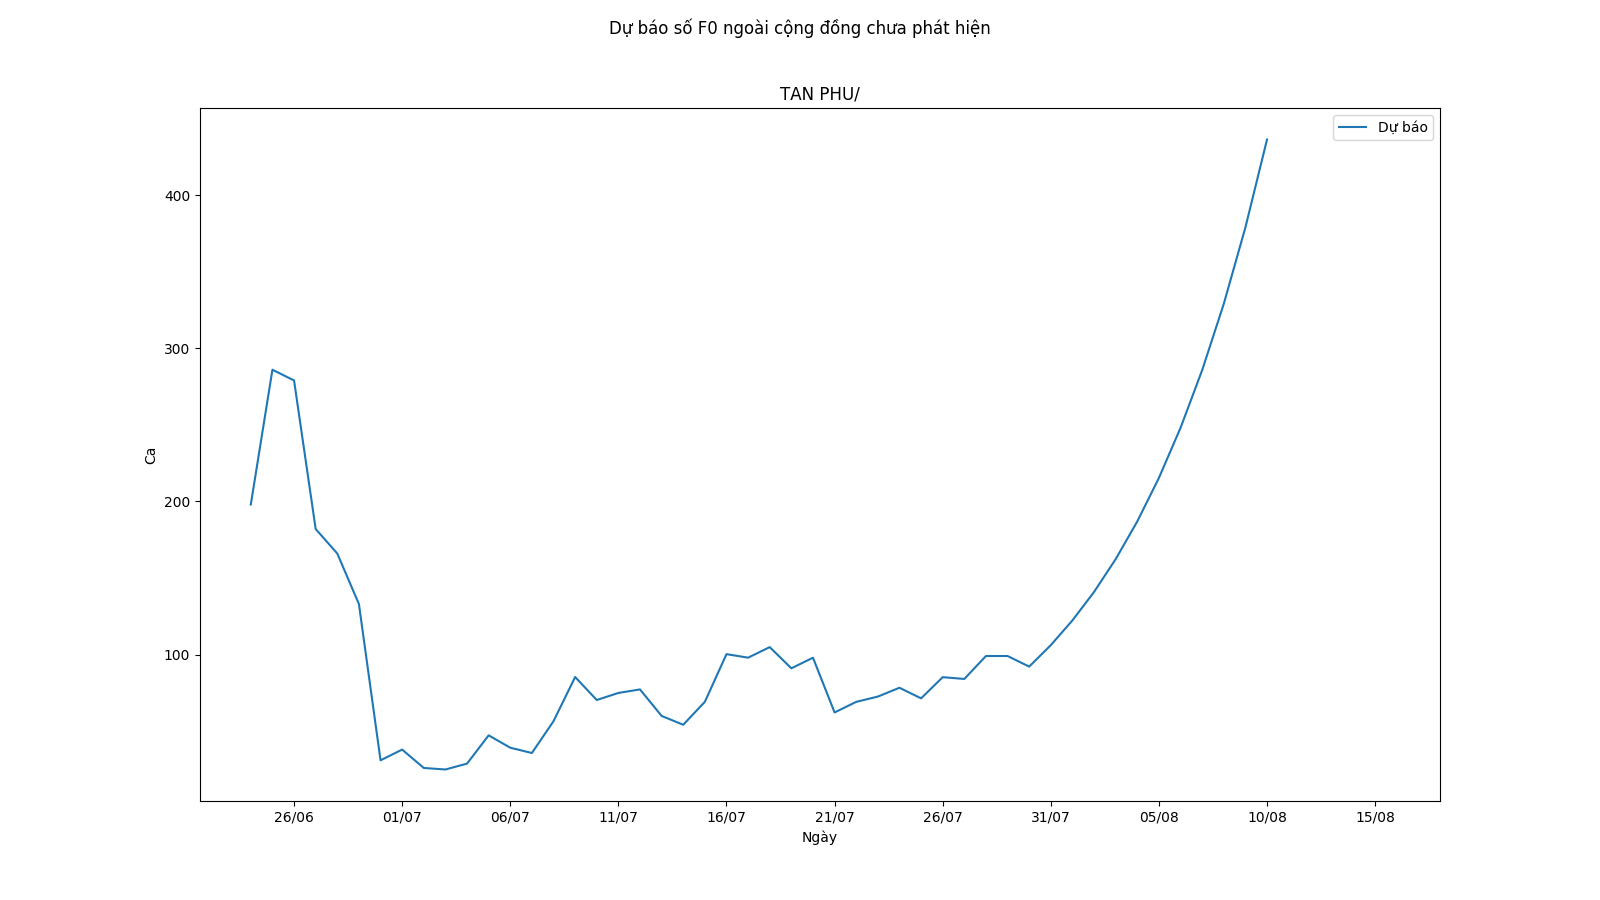 Dự báo số F0 ngoài cộng đồng chưa phát hiện
TAN PHU/
Dự báo
400
300
200
100
Ca
26/06 01/07 06/07 11/07 16/07 21/07 26/07 31/07 05/08 10/08 15/08
Ngày